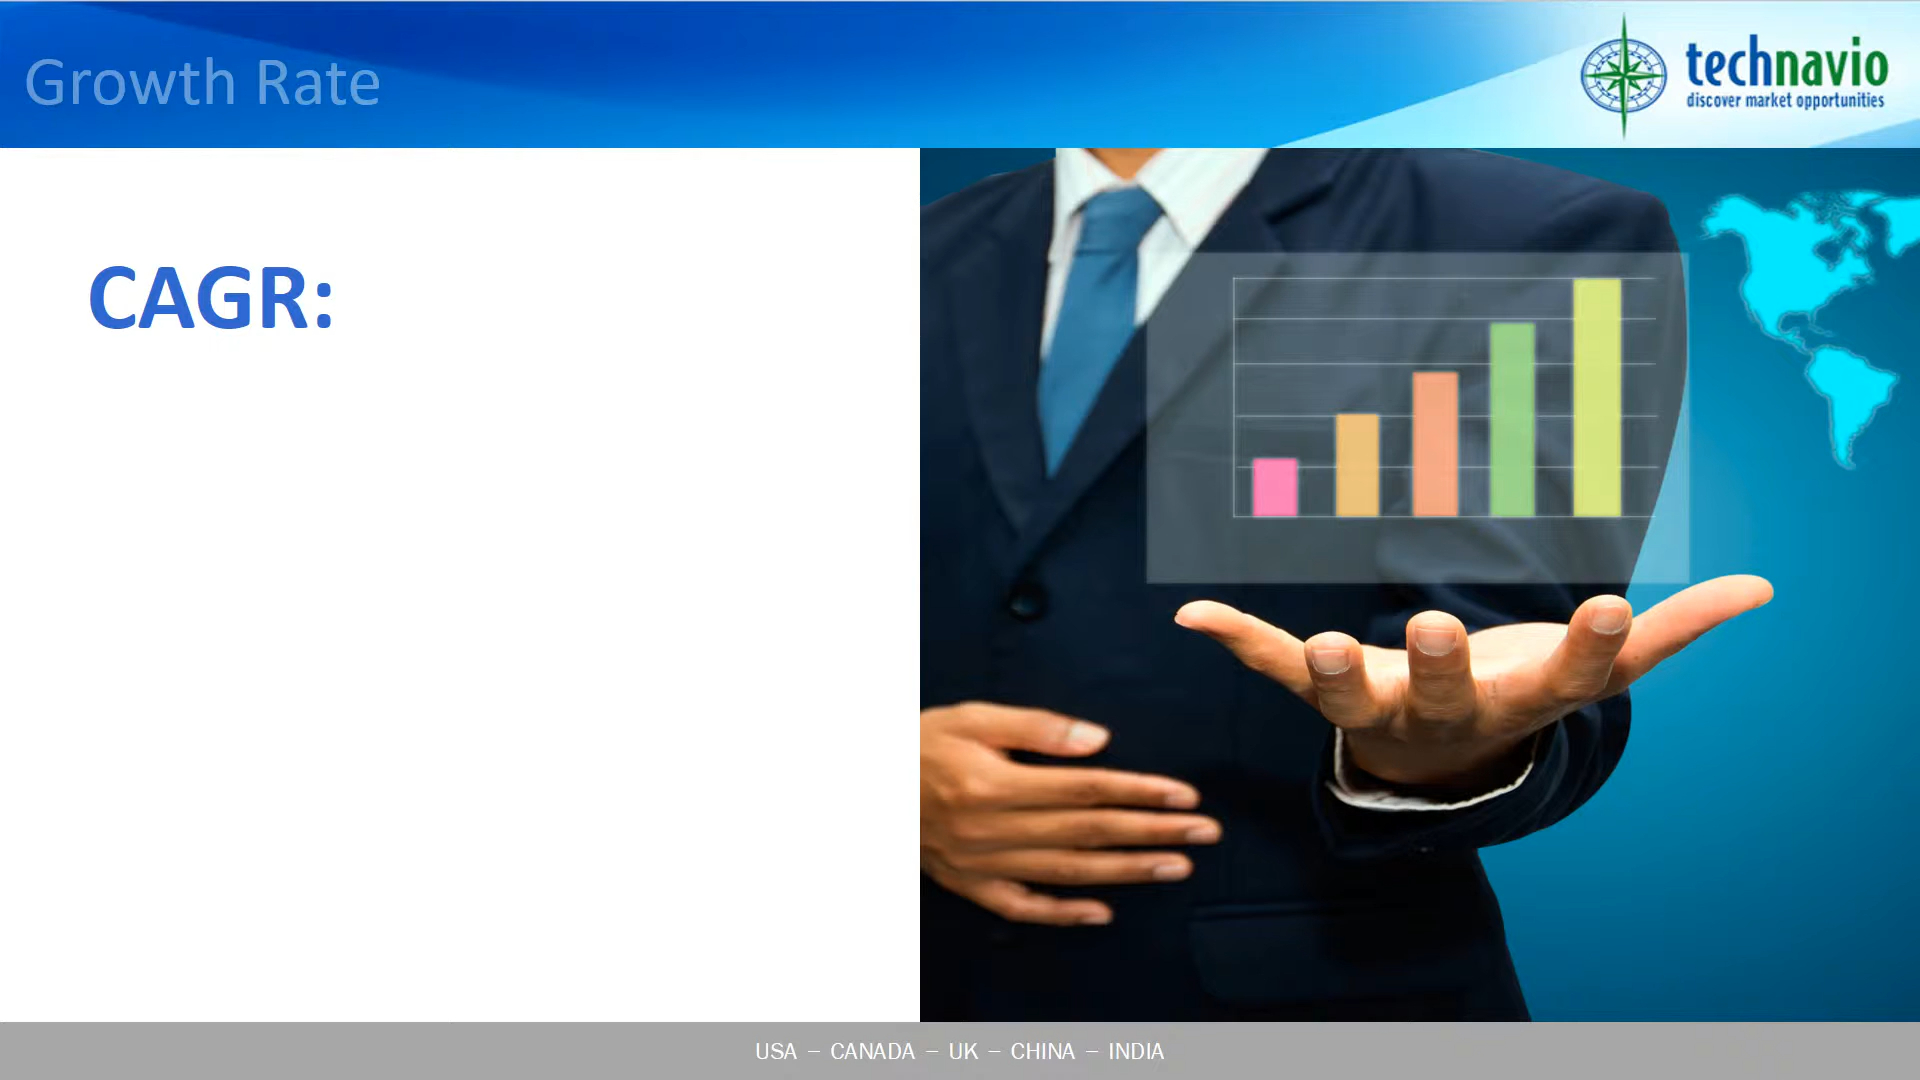 Growth Rate
technavio
discover market opportunities
CAGR:
USA – CANADA – UK – CHINA – INDIA